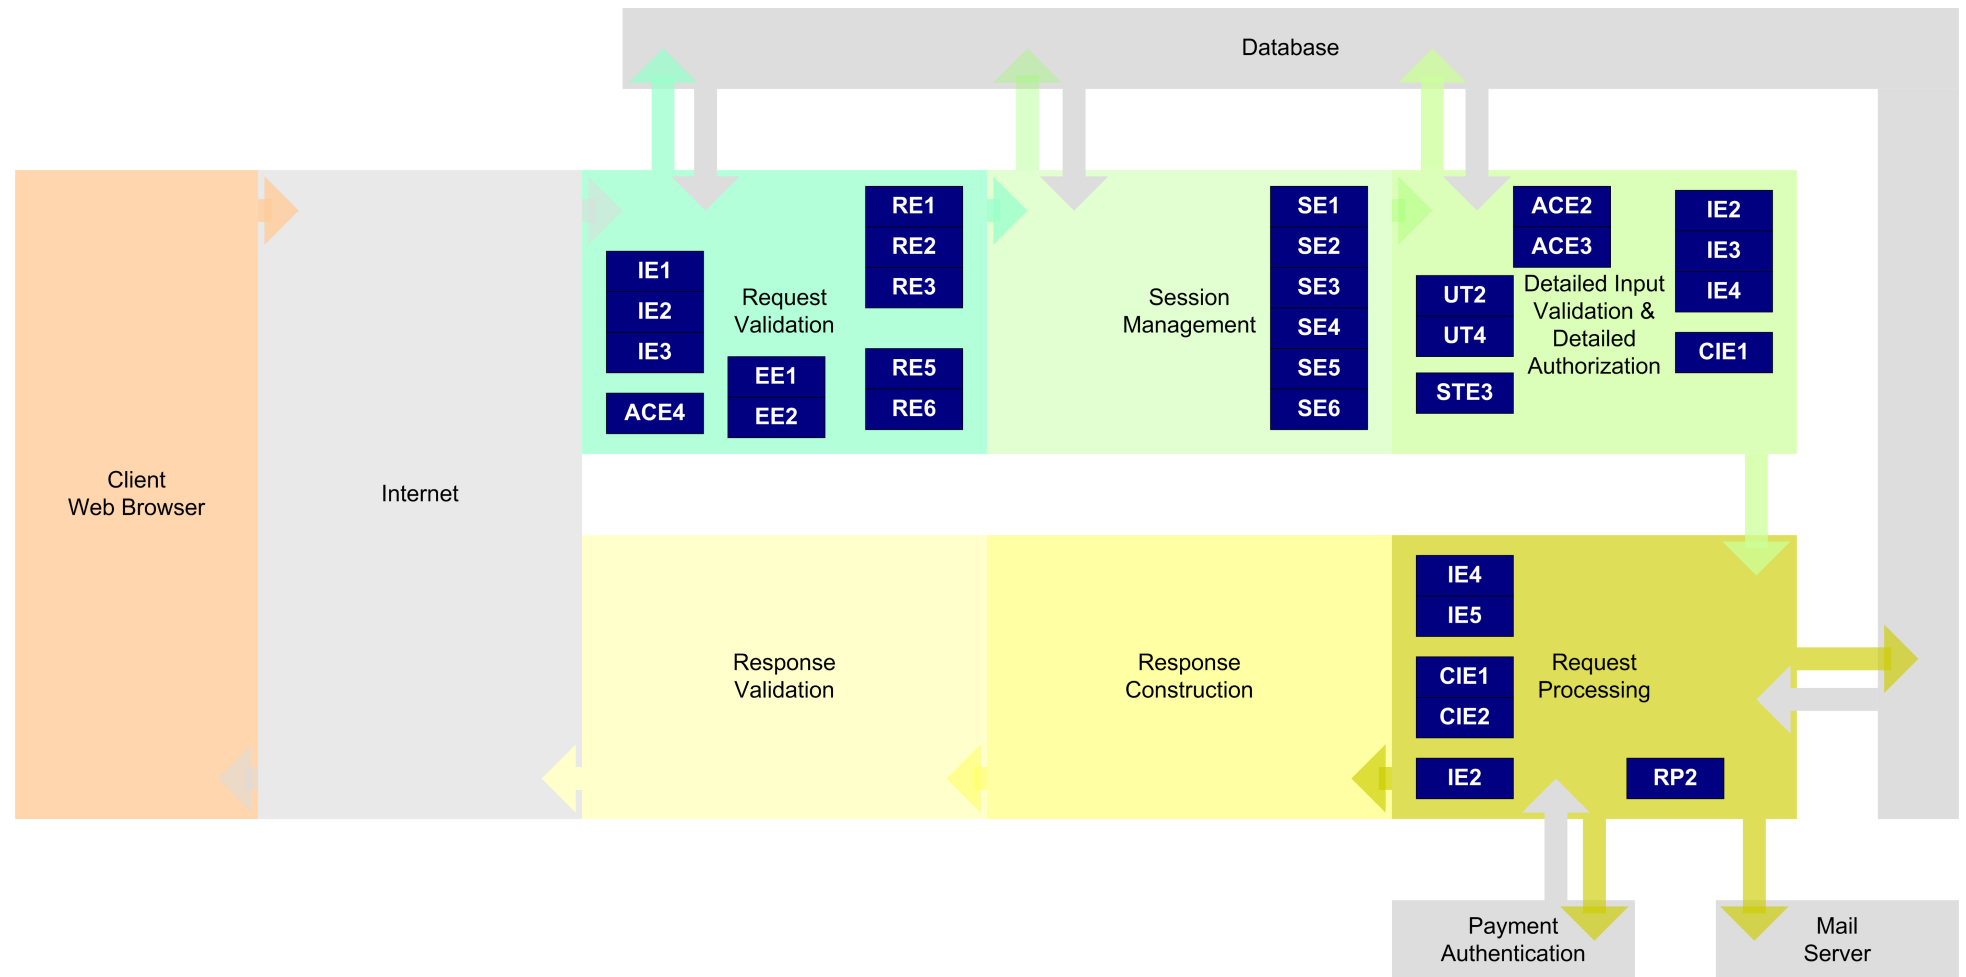 Database
Client
Web Browser
Internet
IE1
IE2
IE3
ACE4
Request
Validation
EE1
EE2
RE1
RE2
RE3
RE5
RE6
Session
Management
SE1
SE2
SE3
SE4
SE5
SE6
ACE2
ACE3
UT2
UT4
STE3
Detailed Input
Validation &
Detailed
Authorization
IE2
IE3
IE4
CIE1
Response
Validation
Response
Construction
IE4
IE5
CIE1
CIE2
IE2
Request
Processing
RP2
Payment
Authentication
Mail
Server